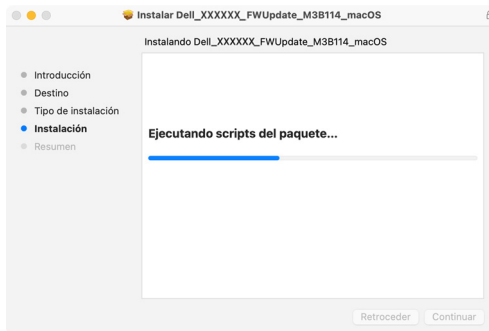 Instalar Dell_XXXXXX_FWUpdate_M3B114_macOS
Instalando Dell_XXXXXX_FWUpdate_M3B114_macOS
Introducción
Destino
Tipo de instalación
Instalación
Resumen
Ejecutando scripts del paquete...
Retroceder Continuar